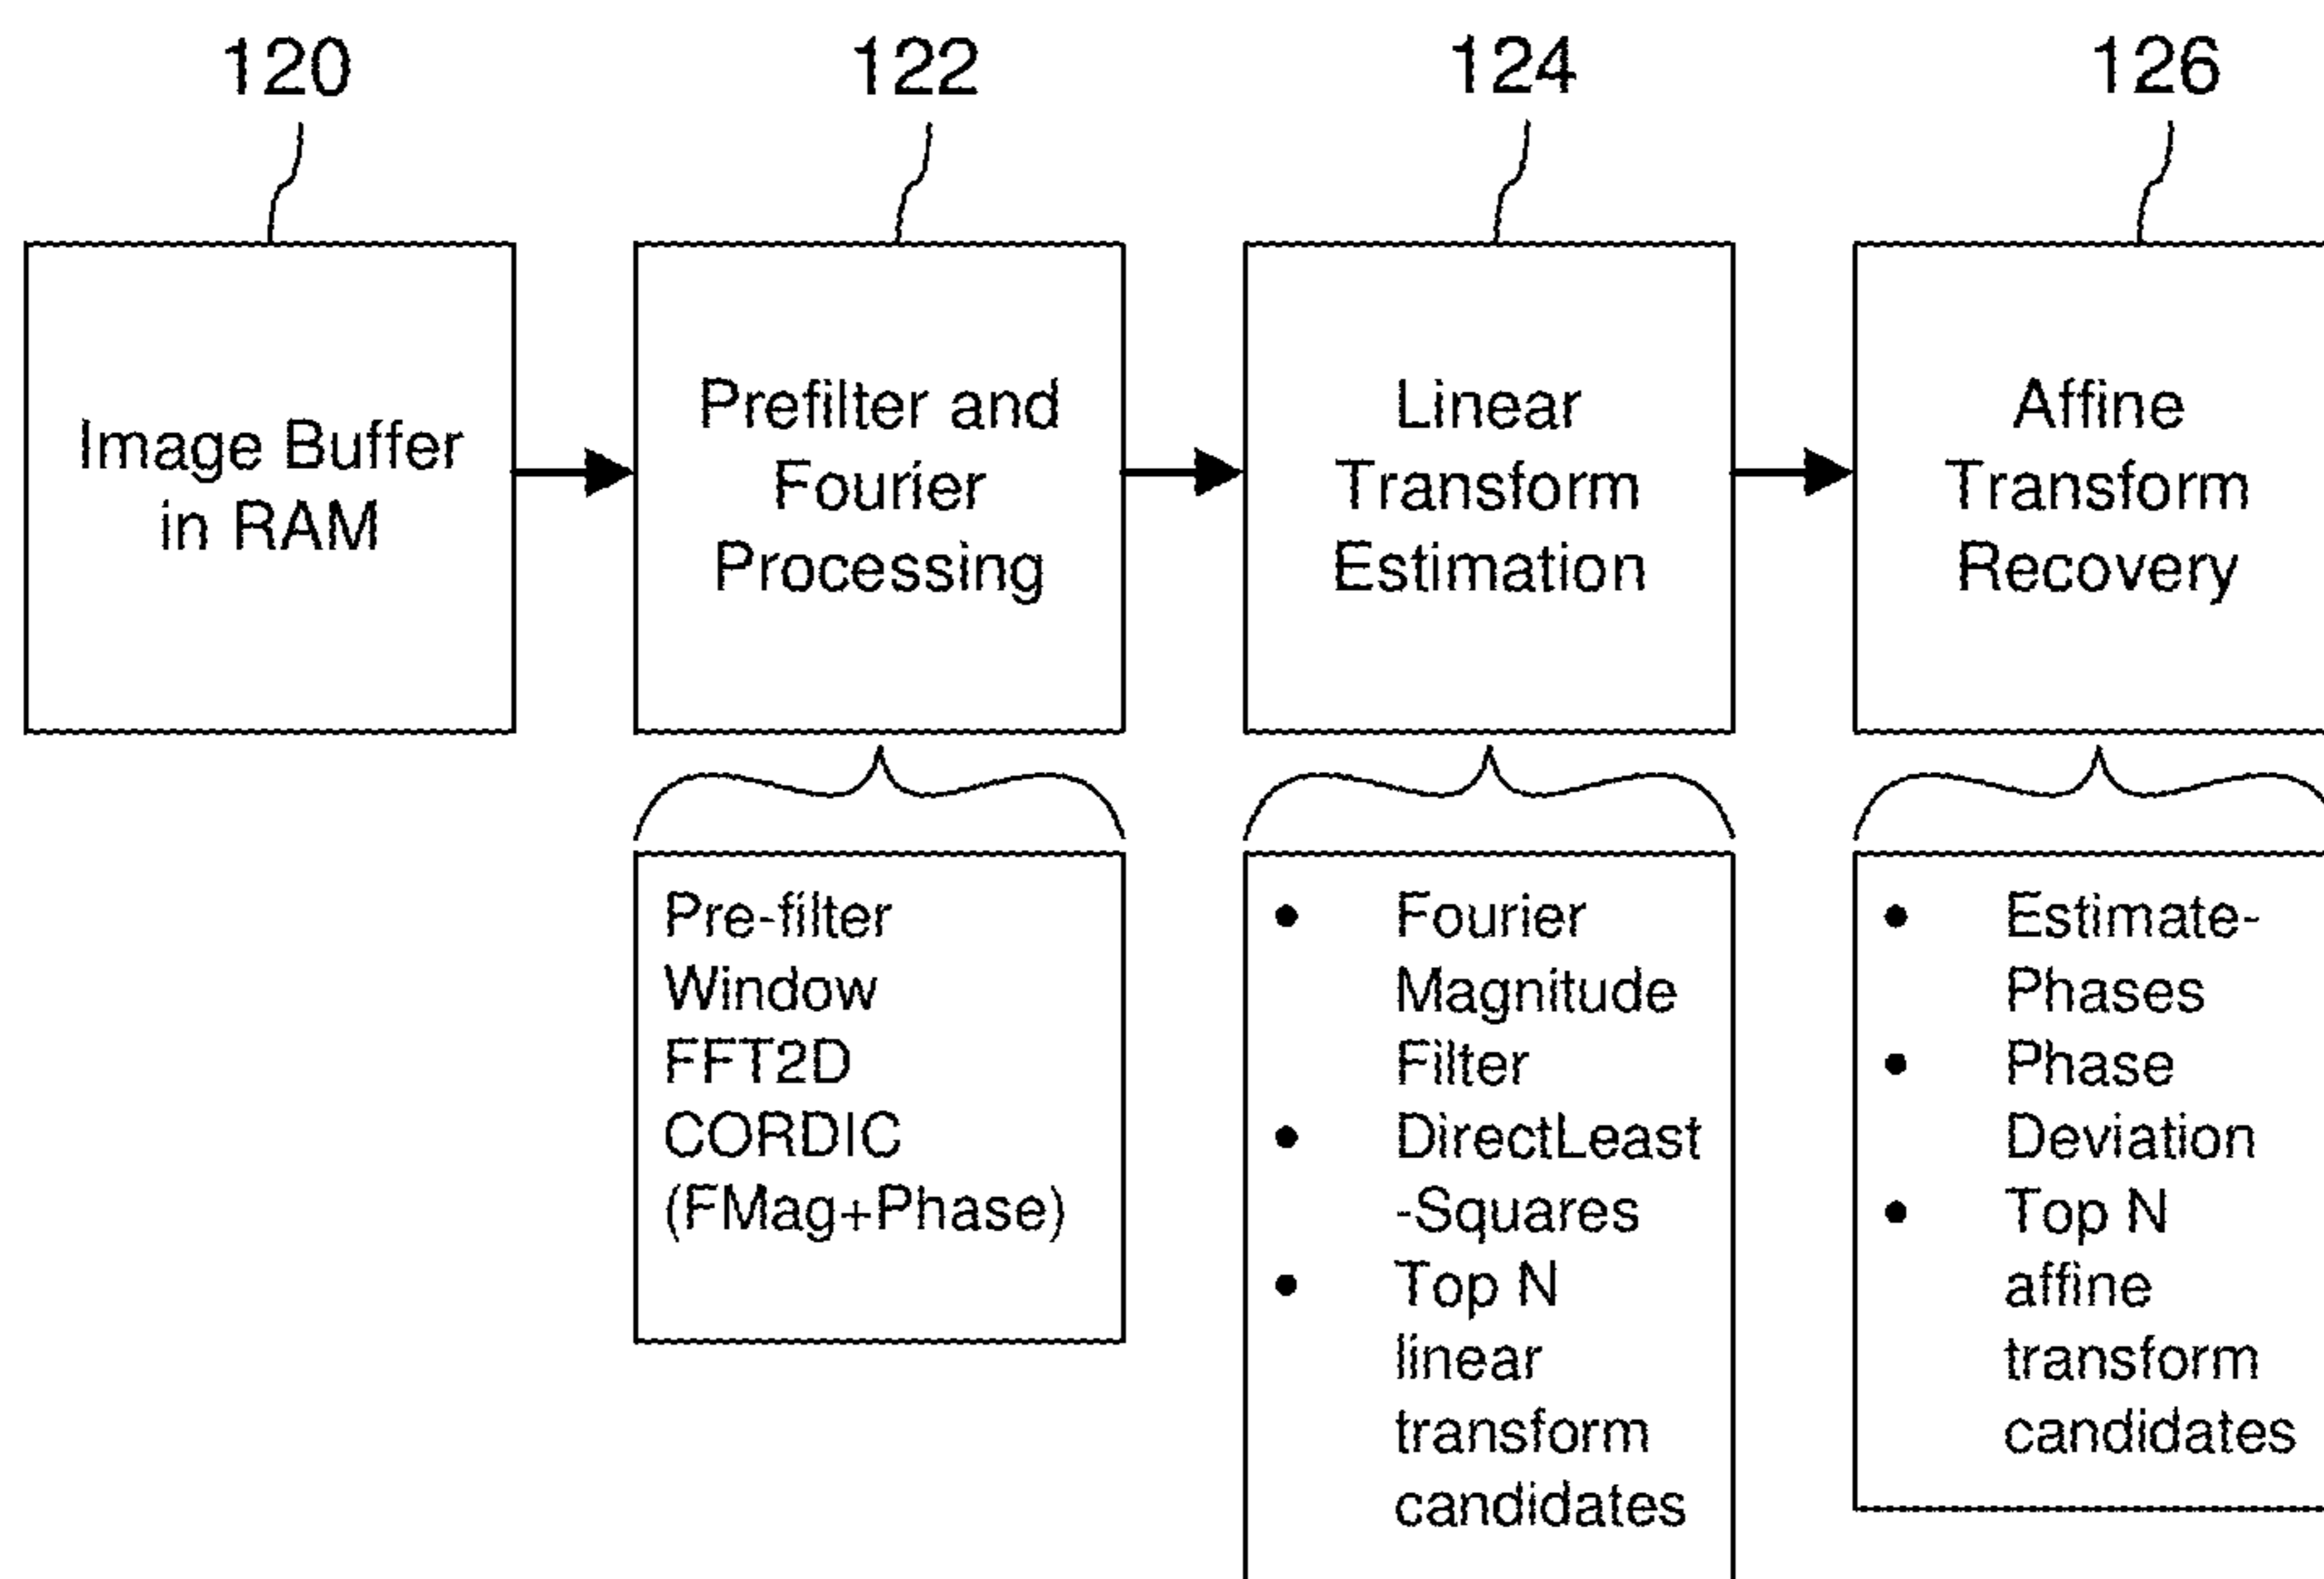 120
122
124
126
Image Buffer
in RAM
Prefilter and
Fourier
Processing
Linear
Transform
Estimation
Affine
Transform
Recovery
Pre-filter
Window
FFT2D
CORDIC
(FMag+Phase)
• Fourier
Magnitude
Filter
• DirectLeast
-Squares
• Top N
linear
transform
candidates
• Estimate-
Phases
• Phase
Deviation
• Top N
affine
transform
candidates